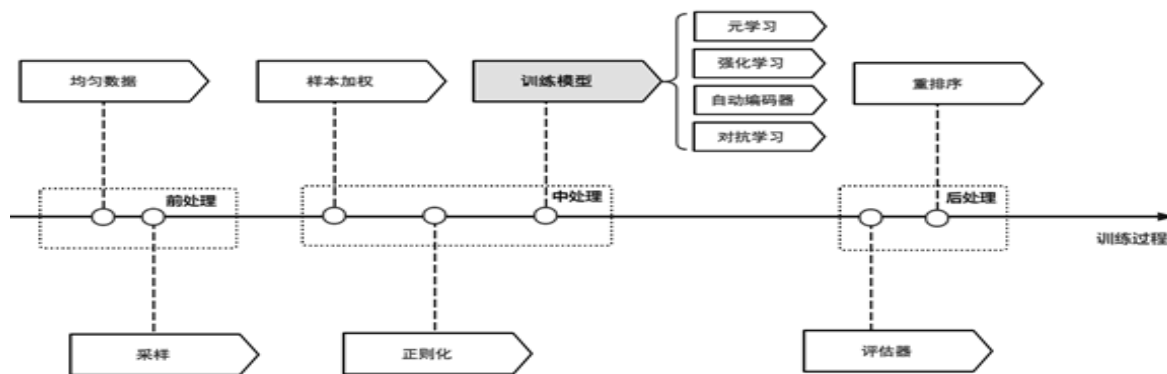 元学习
均匀数据
样本加权
训练模型
强化学习
重排序
自动编码器
对抗学习
前处理
中处理
后处理
训练过程
采样
正则化
评估器